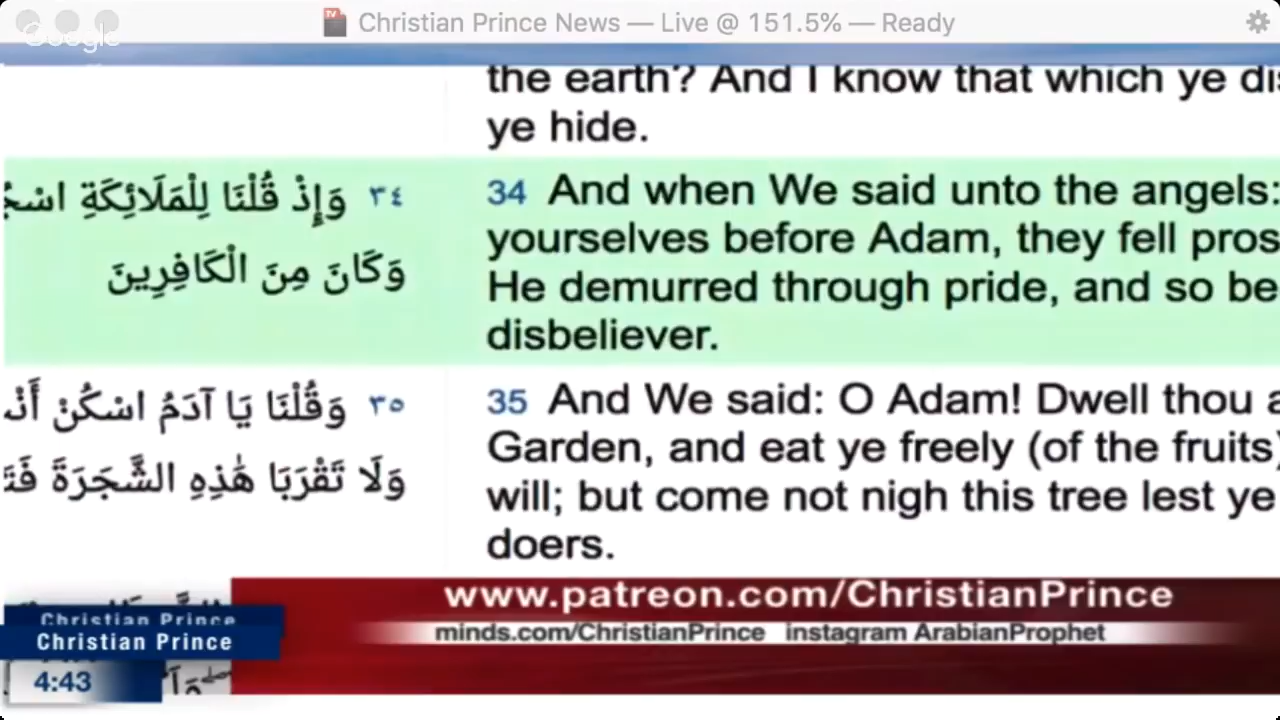 Christian Prince News — Live @ 151.5% — Ready
Google
the earth? And I know that which ye
ye hide.
٣٤ وَإِذْ قُلْنَا لِلْمَلَائِكَةِ
وَكَانَ مِنَ الْكَافِرِينَ
34 And when We said unto the angels:
yourselves before Adam, they fell
He demurred through pride, and so
disbeliever.
٣٥ وَقُلْنَا يَا آدَمُ اسْكُنْ
وَلَا تَقْرَبَا هَٰذِهِ الشَّجَرَةَ
35 And We said: O Adam! Dwell thou
Garden, and eat ye freely (of the fruits)
will; but come not nigh this tree lest ye
doers.
www.patreon.com/ChristianPrince
minds.com/ChristianPrince instagram ArabianProphet
Christian Prince
Christian Prince
4:43